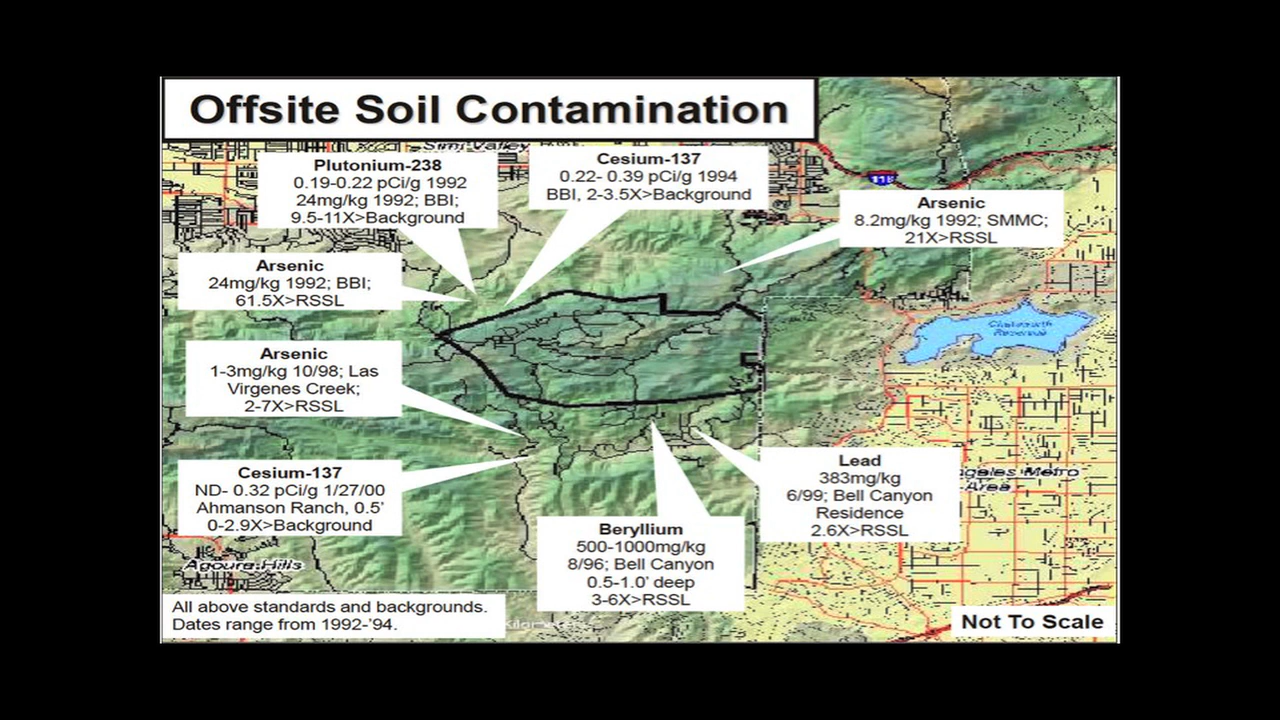 Offsite Soil Contamination
Simi Valley
Plutonium-238
0.19-0.22 pCi/g 1992
24mg/kg 1992; BBI;
9.5-11X>Background
Cesium-137
0.22- 0.39 pCi/g 1994
BBI, 2-3.5X>Background
118
Arsenic
8.2mg/kg 1992; SMMC;
21X>RSSL
Arsenic
24mg/kg 1992; BBI;
61.5X>RSSL
Chatsworth
Reservoir
Arsenic
1-3mg/kg 10/98; Las
Virgenes Creek;
2-7X>RSSL
Cesium-137
ND- 0.32 pCi/g 1/27/00
Ahmanson Ranch, 0.5'
0-2.9X>Background
Lead
383mg/kg
6/99; Bell Canyon
Residence
2.6X>RSSL
ngeles Metro
Area
Beryllium
500-1000mg/kg
8/96; Bell Canyon
0.5-1.0' deep
3-6X>RSSL
Agoura Hills
All above standards and backgrounds.
Dates range from 1992-'94.
Kilometers
Not To Scale